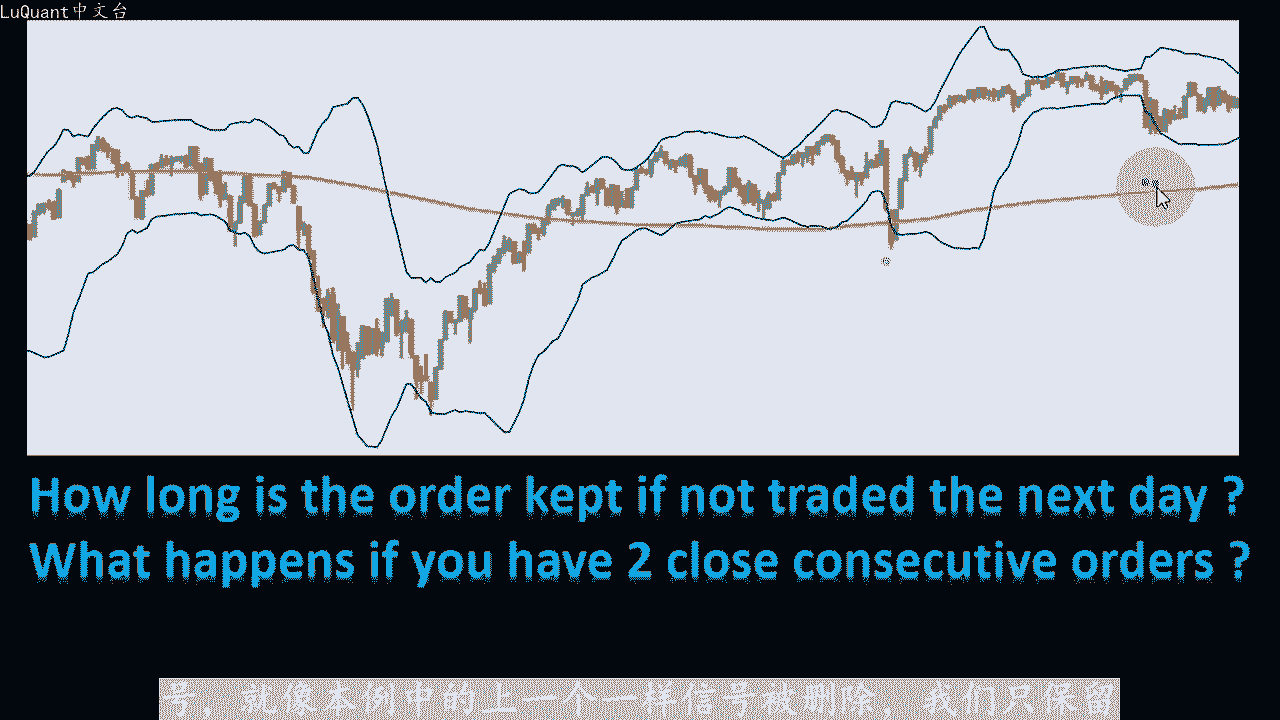 LuQuant中文台
How long is the order kept if not traded the next day ?
What happens if you have 2 close consecutive orders ?
号，就像本例中的上一个一样信号被删除，我们只保留